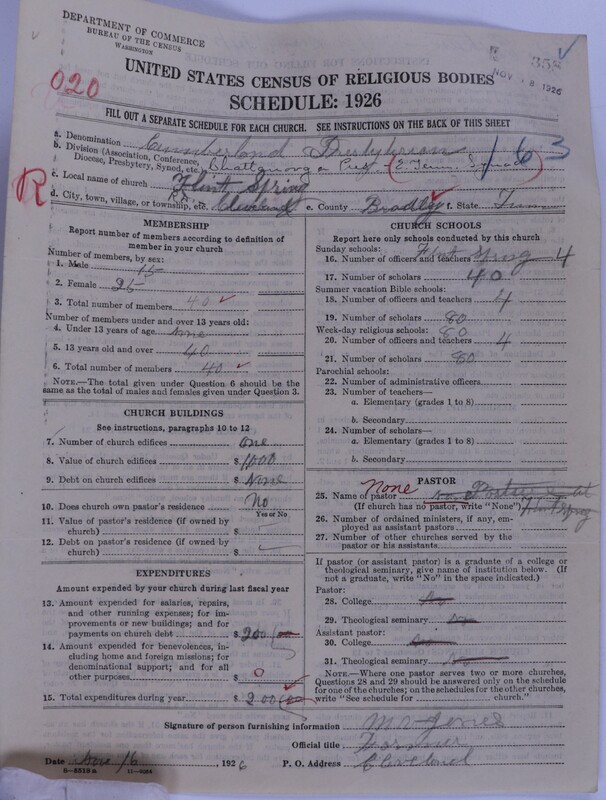 DEPARTMENT OF COMMERCE
BUREAU OF THE CENSUS
WASHINGTON
NOV 18 1926
020
UNITED STATES CENSUS OF RELIGIOUS BODIES
SCHEDULE: 1926
FILL OUT A SEPARATE SCHEDULE FOR EACH CHURCH. SEE INSTRUCTIONS ON THE BACK OF THIS SHEET
a. Denomination Cumberland Presbyterian 163
b. Division (Association, Conference, Diocese, Presbytery, Synod, etc.) Chattanooga Pres (E Tenn. Synod)
R
c. Local name of church Flint Spring
d. City, town, village, or township, etc. Cleveland e. County Bradley f. State Tenn
MEMBERSHIP
Report number of members according to definition of member in your church
Number of members, by sex:
1. Male 15
2. Female 25
3. Total number of members 40
Number of members under and over 13 years old:
4. Under 13 years of age none
5. 13 years old and over 40
6. Total number of members 40
NOTE.—The total given under Question 6 should be the same as the total of males and females given under Question 3.
CHURCH BUILDINGS
See instructions, paragraphs 10 to 12
7. Number of church edifices One
8. Value of church edifices $ 1000
9. Debt on church edifices $ None
10. Does church own pastor's residence No
Yes or No
11. Value of pastor's residence (if owned by church) $
12. Debt on pastor's residence (if owned by church) $
EXPENDITURES
Amount expended by your church during last fiscal year
13. Amount expended for salaries, repairs, and other running expenses; for improvements or new buildings; and for payments on church debt $ 200
14. Amount expended for benevolences, including home and foreign missions; for denominational support; and for all other purposes $ 0
15. Total expenditures during year $ 200
CHURCH SCHOOLS
Report here only schools conducted by this church
Sunday schools: Flint Spring
16. Number of officers and teachers 4
17. Number of scholars 40
Summer vacation Bible schools:
18. Number of officers and teachers 4
19. Number of scholars 80
Week-day religious schools: 80
20. Number of officers and teachers 4
21. Number of scholars 80
Parochial schools:
22. Number of administrative officers
23. Number of teachers—
a. Elementary (grades 1 to 8)
b. Secondary
24. Number of scholars—
a. Elementary (grades 1 to 8)
b. Secondary
PASTOR
None
25. Name of pastor No Pastor at Flint Spring
(If church has no pastor, write "None")
26. Number of ordained ministers, if any, employed as assistant pastors
27. Number of other churches served by the pastor or his assistants
If pastor (or assistant pastor) is a graduate of a college or theological seminary, give name of institution below. (If not a graduate, write "No" in the space indicated.)
Pastor:
28. College No
29. Theological seminary No
Assistant pastor:
30. College No
31. Theological seminary No
NOTE.—Where one pastor serves two or more churches, Questions 28 and 29 should be answered only on the schedule for one of the churches; on the schedules for the other churches, write "See schedule for church."
Signature of person furnishing information
Official title Farmer
Date Nov 16, 1926 P. O. Address Cleveland
8-5518a 11-9384